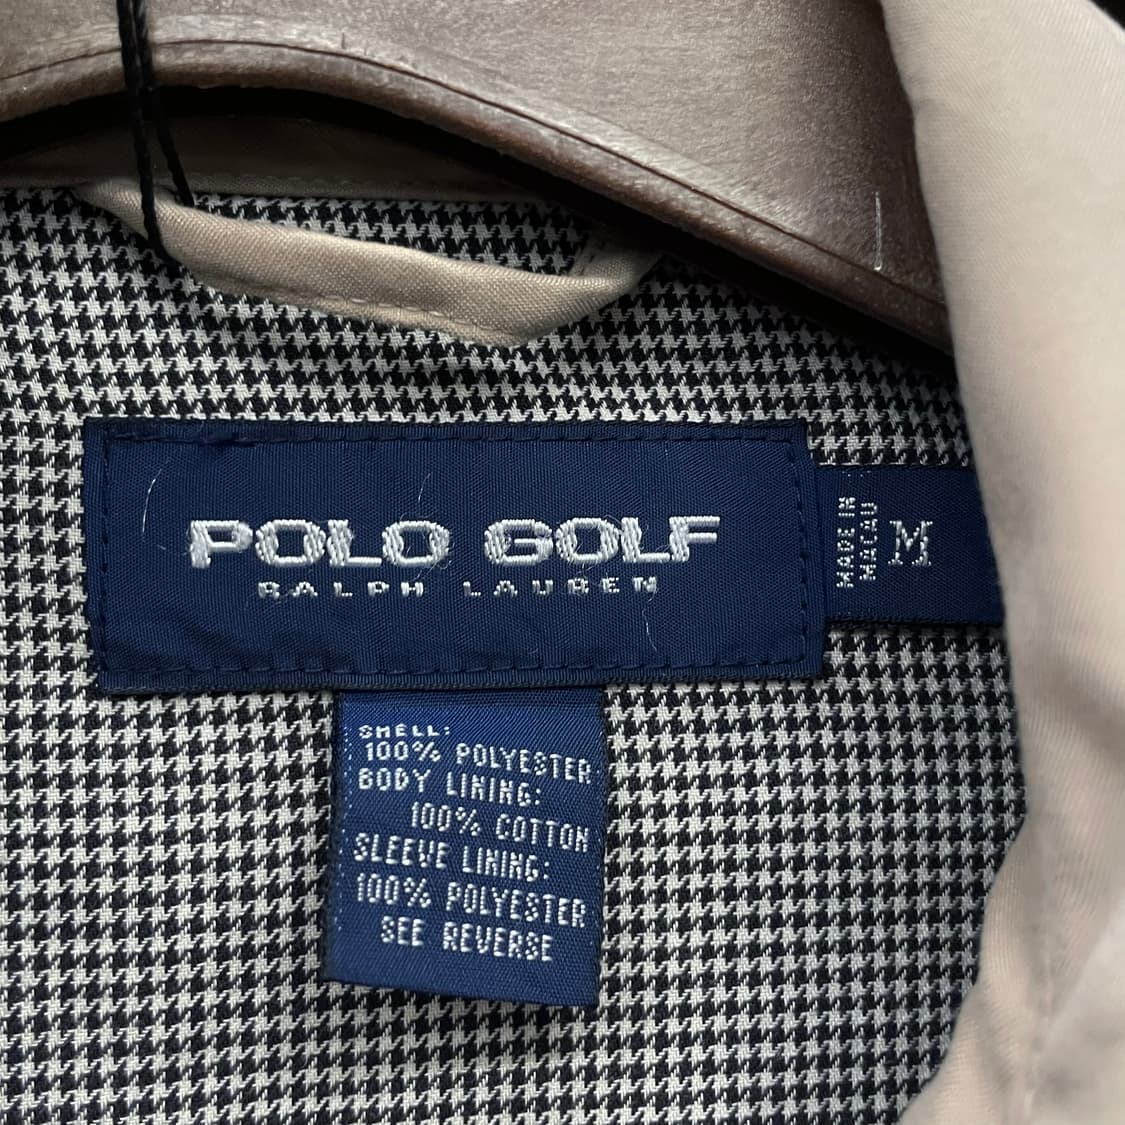 POLO GOLF
RALPH LAUREN
MADE IN
MACAU
M
SHELL:
100% POLYESTER
BODY LINING:
100% COTTON
SLEEVE LINING:
100% POLYESTER
SEE REVERSE